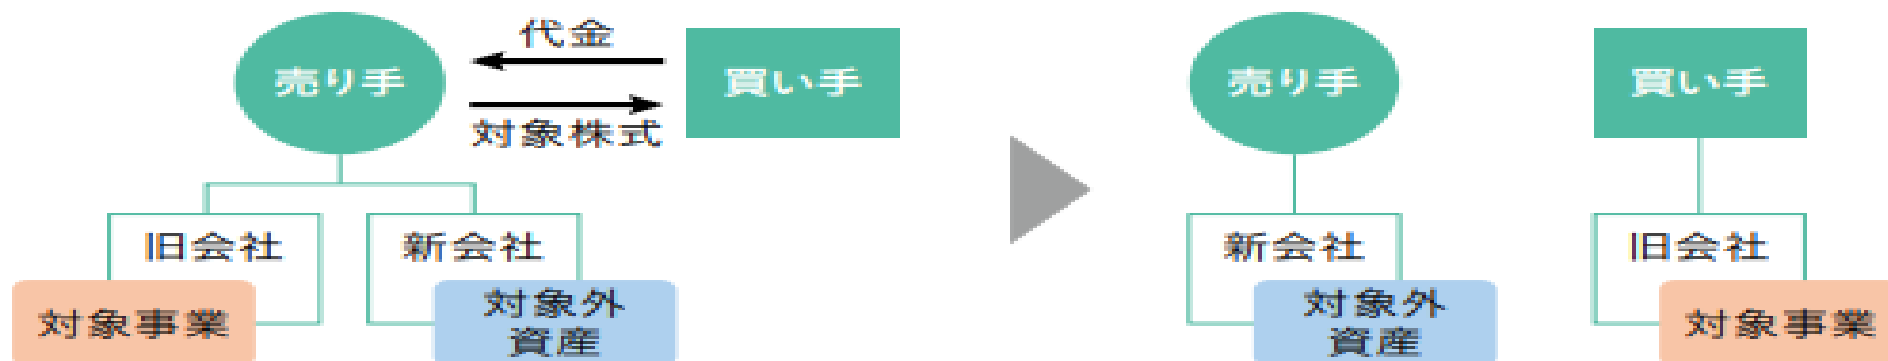 代金
売り手
買い手
対象株式
旧会社
新会社
対象事業
対象外
資産
売り手
買い手
新会社
旧会社
対象外
資産
対象事業